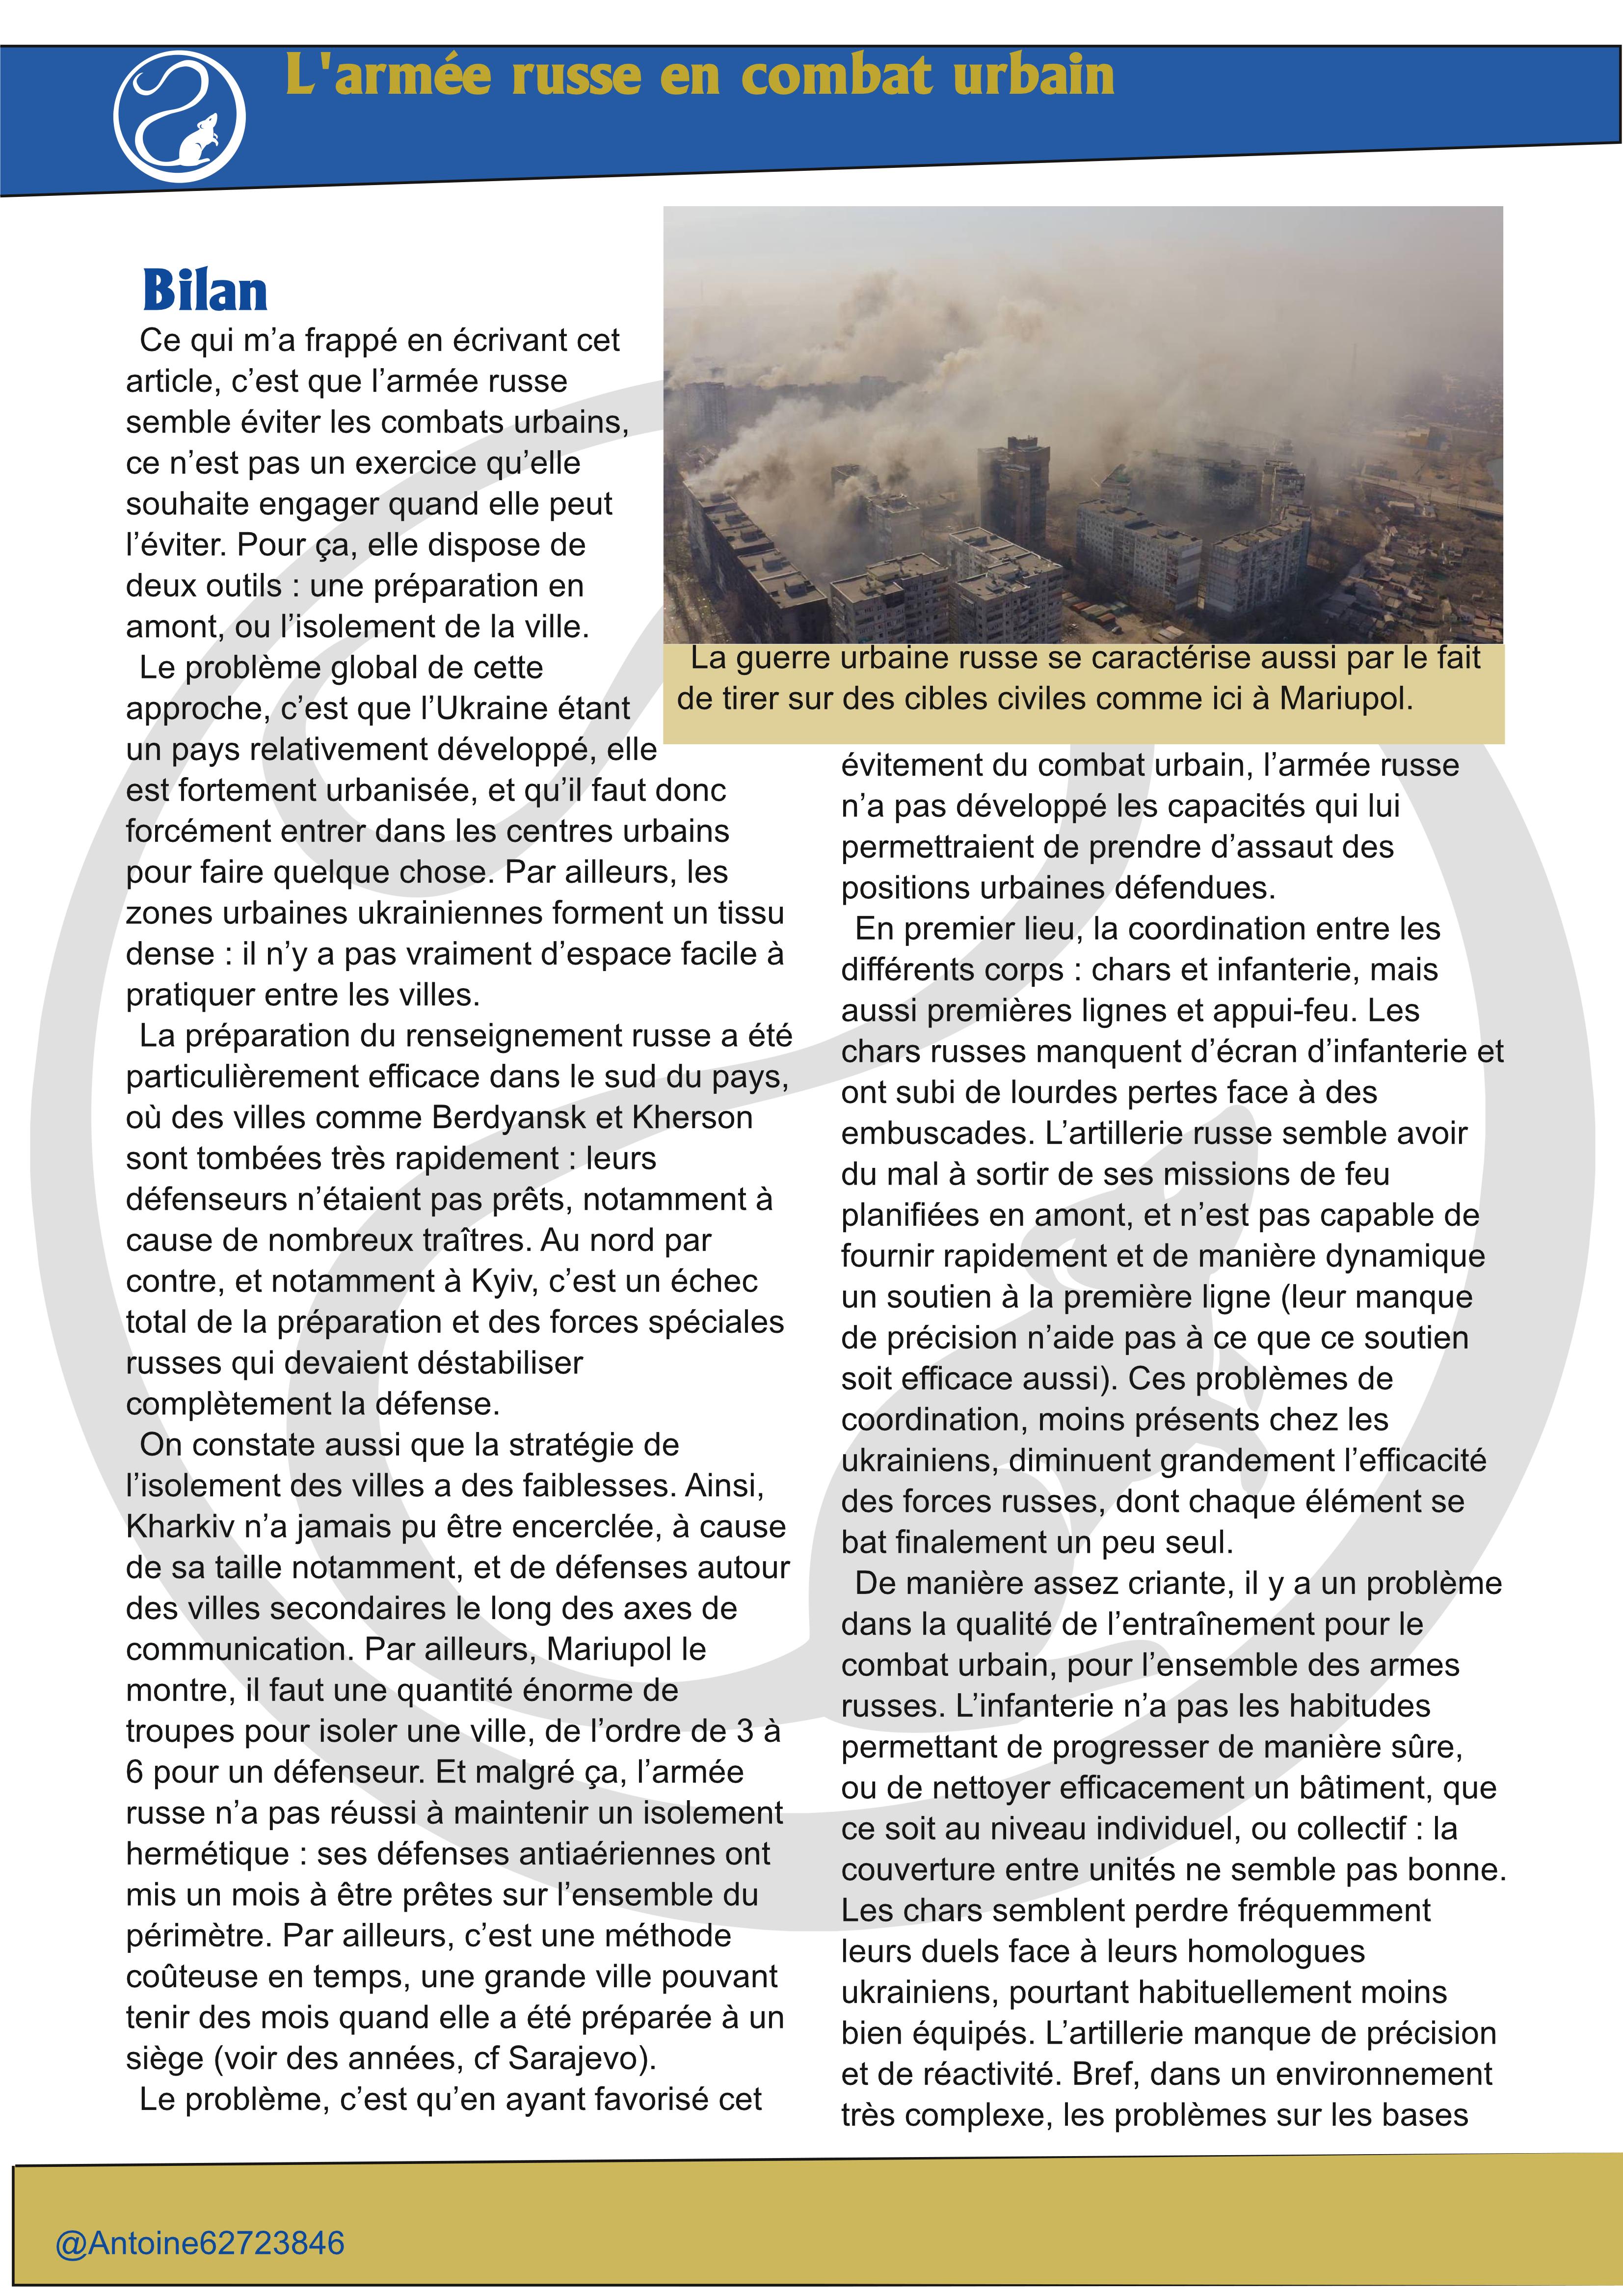 L'armée russe en combat urbain
Bilan
Ce qui m’a frappé en écrivant cet
article, c’est que l’armée russe
semble éviter les combats urbains,
ce n’est pas un exercice qu’elle
souhaite engager quand elle peut
l’éviter. Pour ça, elle dispose de
deux outils : une préparation en
amont, ou l’isolement de la ville.
Le problème global de cette
approche, c’est que l’Ukraine étant
un pays relativement développé, elle
est fortement urbanisée, et qu’il faut donc
forcément entrer dans les centres urbains
pour faire quelque chose. Par ailleurs, les
zones urbaines ukrainiennes forment un tissu
dense : il n’y a pas vraiment d’espace facile à
pratiquer entre les villes.
La préparation du renseignement russe a été
particulièrement efficace dans le sud du pays,
où des villes comme Berdyansk et Kherson
sont tombées très rapidement : leurs
défenseurs n’étaient pas prêts, notamment à
cause de nombreux traîtres. Au nord par
contre, et notamment à Kyiv, c’est un échec
total de la préparation et des forces spéciales
russes qui devaient déstabiliser
complètement la défense.
On constate aussi que la stratégie de
l’isolement des villes a des faiblesses. Ainsi,
Kharkiv n’a jamais pu être encerclée, à cause
de sa taille notamment, et de défenses autour
des villes secondaires le long des axes de
communication. Par ailleurs, Mariupol le
montre, il faut une quantité énorme de
troupes pour isoler une ville, de l’ordre de 3 à
6 pour un défenseur. Et malgré ça, l’armée
russe n’a pas réussi à maintenir un isolement
hermétique : ses défenses antiaériennes ont
mis un mois à être prêtes sur l’ensemble du
périmètre. Par ailleurs, c’est une méthode
coûteuse en temps, une grande ville pouvant
tenir des mois quand elle a été préparée à un
siège (voir des années, cf Sarajevo).
Le problème, c’est qu’en ayant favorisé cet
La guerre urbaine russe se caractérise aussi par le fait
de tirer sur des cibles civiles comme ici à Mariupol.
évitement du combat urbain, l’armée russe
n’a pas développé les capacités qui lui
permettraient de prendre d’assaut des
positions urbaines défendues.
En premier lieu, la coordination entre les
différents corps : chars et infanterie, mais
aussi premières lignes et appui-feu. Les
chars russes manquent d’écran d’infanterie et
ont subi de lourdes pertes face à des
embuscades. L’artillerie russe semble avoir
du mal à sortir de ses missions de feu
planifiées en amont, et n’est pas capable de
fournir rapidement et de manière dynamique
un soutien à la première ligne (leur manque
de précision n’aide pas à ce que ce soutien
soit efficace aussi). Ces problèmes de
coordination, moins présents chez les
ukrainiens, diminuent grandement l’efficacité
des forces russes, dont chaque élément se
bat finalement un peu seul.
De manière assez criante, il y a un problème
dans la qualité de l’entraînement pour le
combat urbain, pour l’ensemble des armes
russes. L’infanterie n’a pas les habitudes
permettant de progresser de manière sûre,
ou de nettoyer efficacement un bâtiment, que
ce soit au niveau individuel, ou collectif : la
couverture entre unités ne semble pas bonne.
Les chars semblent perdre fréquemment
leurs duels face à leurs homologues
ukrainiens, pourtant habituellement moins
bien équipés. L’artillerie manque de précision
et de réactivité. Bref, dans un environnement
très complexe, les problèmes sur les bases
@Antoine62723846